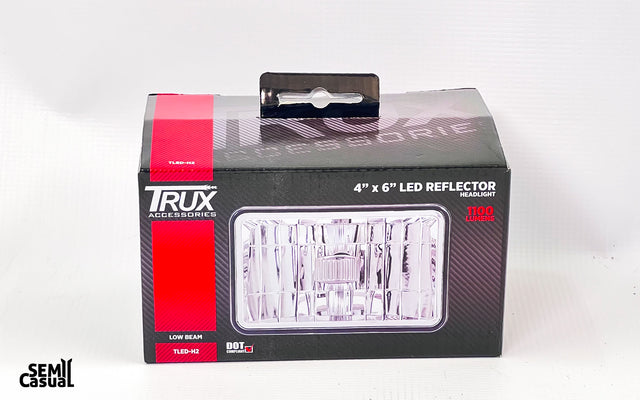 TRUX
ACCESSORIES
TLED-H2
TRUX
ACCESSORIES
4" x 6" LED REFLECTOR
HEADLIGHT
1100
LUMENS
LOW BEAM
TLED-H2
DOT
COMPLIANT
SEMI
CASUAL